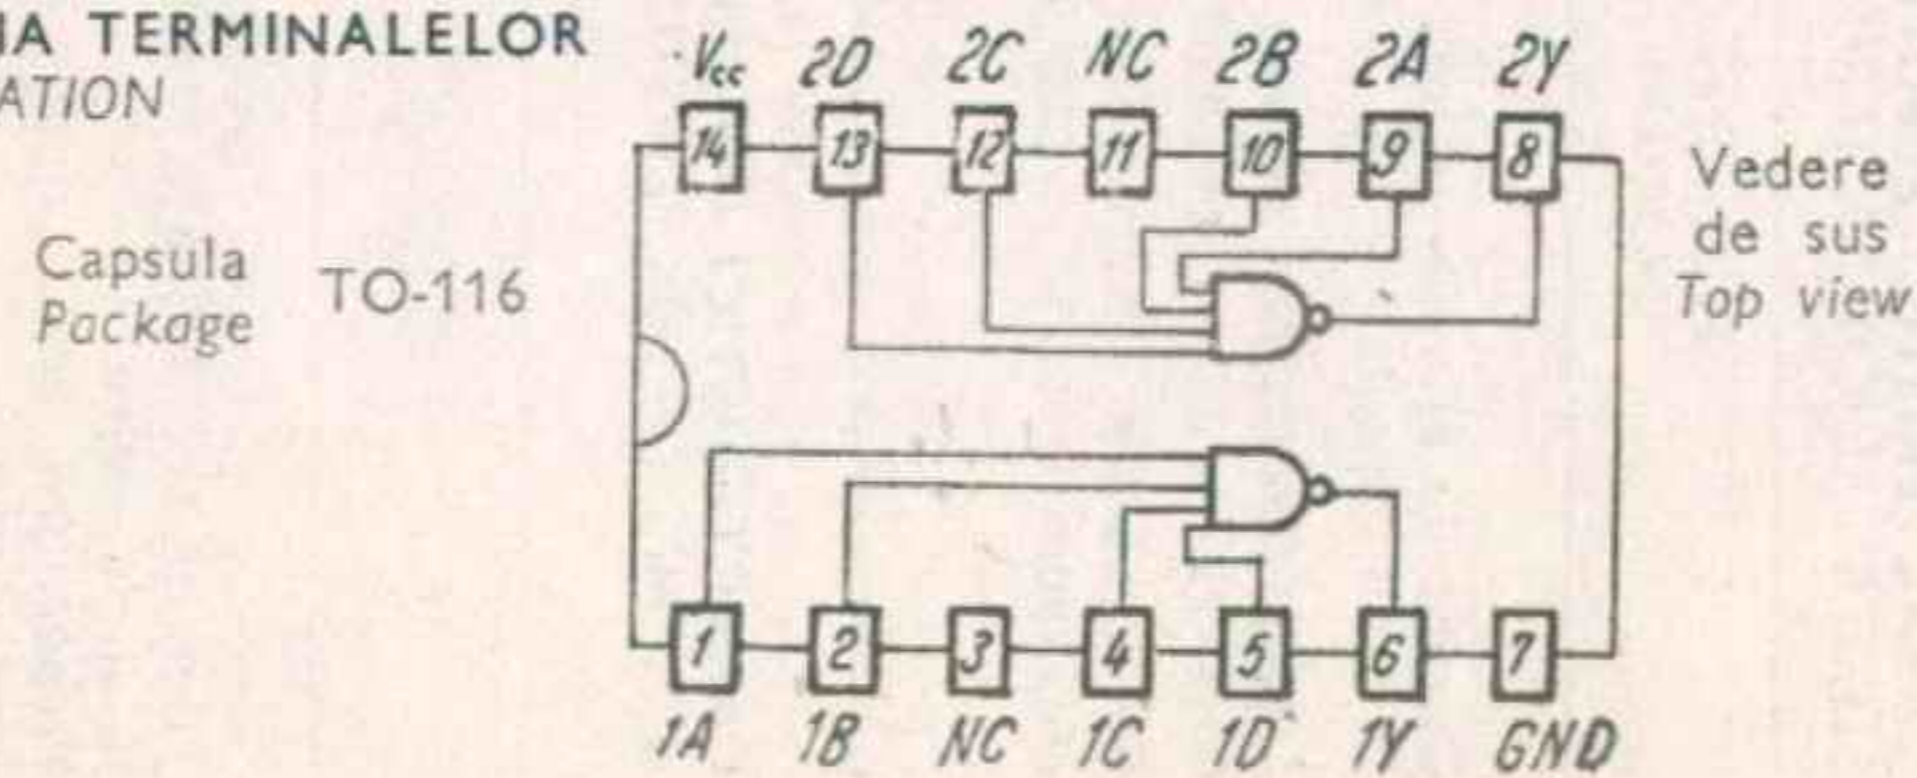 IA TERMINALELOR
ATION
Capsula TO-116
Package
Vcc 2D 2C NC 2B 2A 2Y
14 13 12 11 10 9 8
Vedere
de sus
Top view
1 2 3 4 5 6 7
1A 1B NC 1C 1D 1Y GND